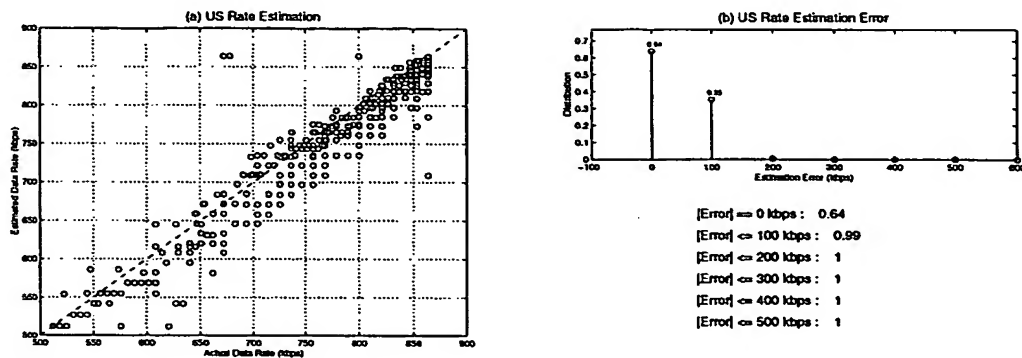 (a) US Rate Estimation
900
850
800
750
700
650
600
550
500
Estimated Data Rate (kbps)
500 550 600 650 700 750 800 850 900
Actual Data Rate (kbps)
(b) US Rate Estimation Error
0.7
0.6
0.5
0.4
0.3
0.2
0.1
0
Distribution
0.64
0.35
-100 0 100 200 300 400 500 600
Estimation Error (kbps)
|Error| == 0 kbps : 0.64
|Error| <= 100 kbps : 0.99
|Error| <= 200 kbps : 1
|Error| <= 300 kbps : 1
|Error| <= 400 kbps : 1
|Error| <= 500 kbps : 1